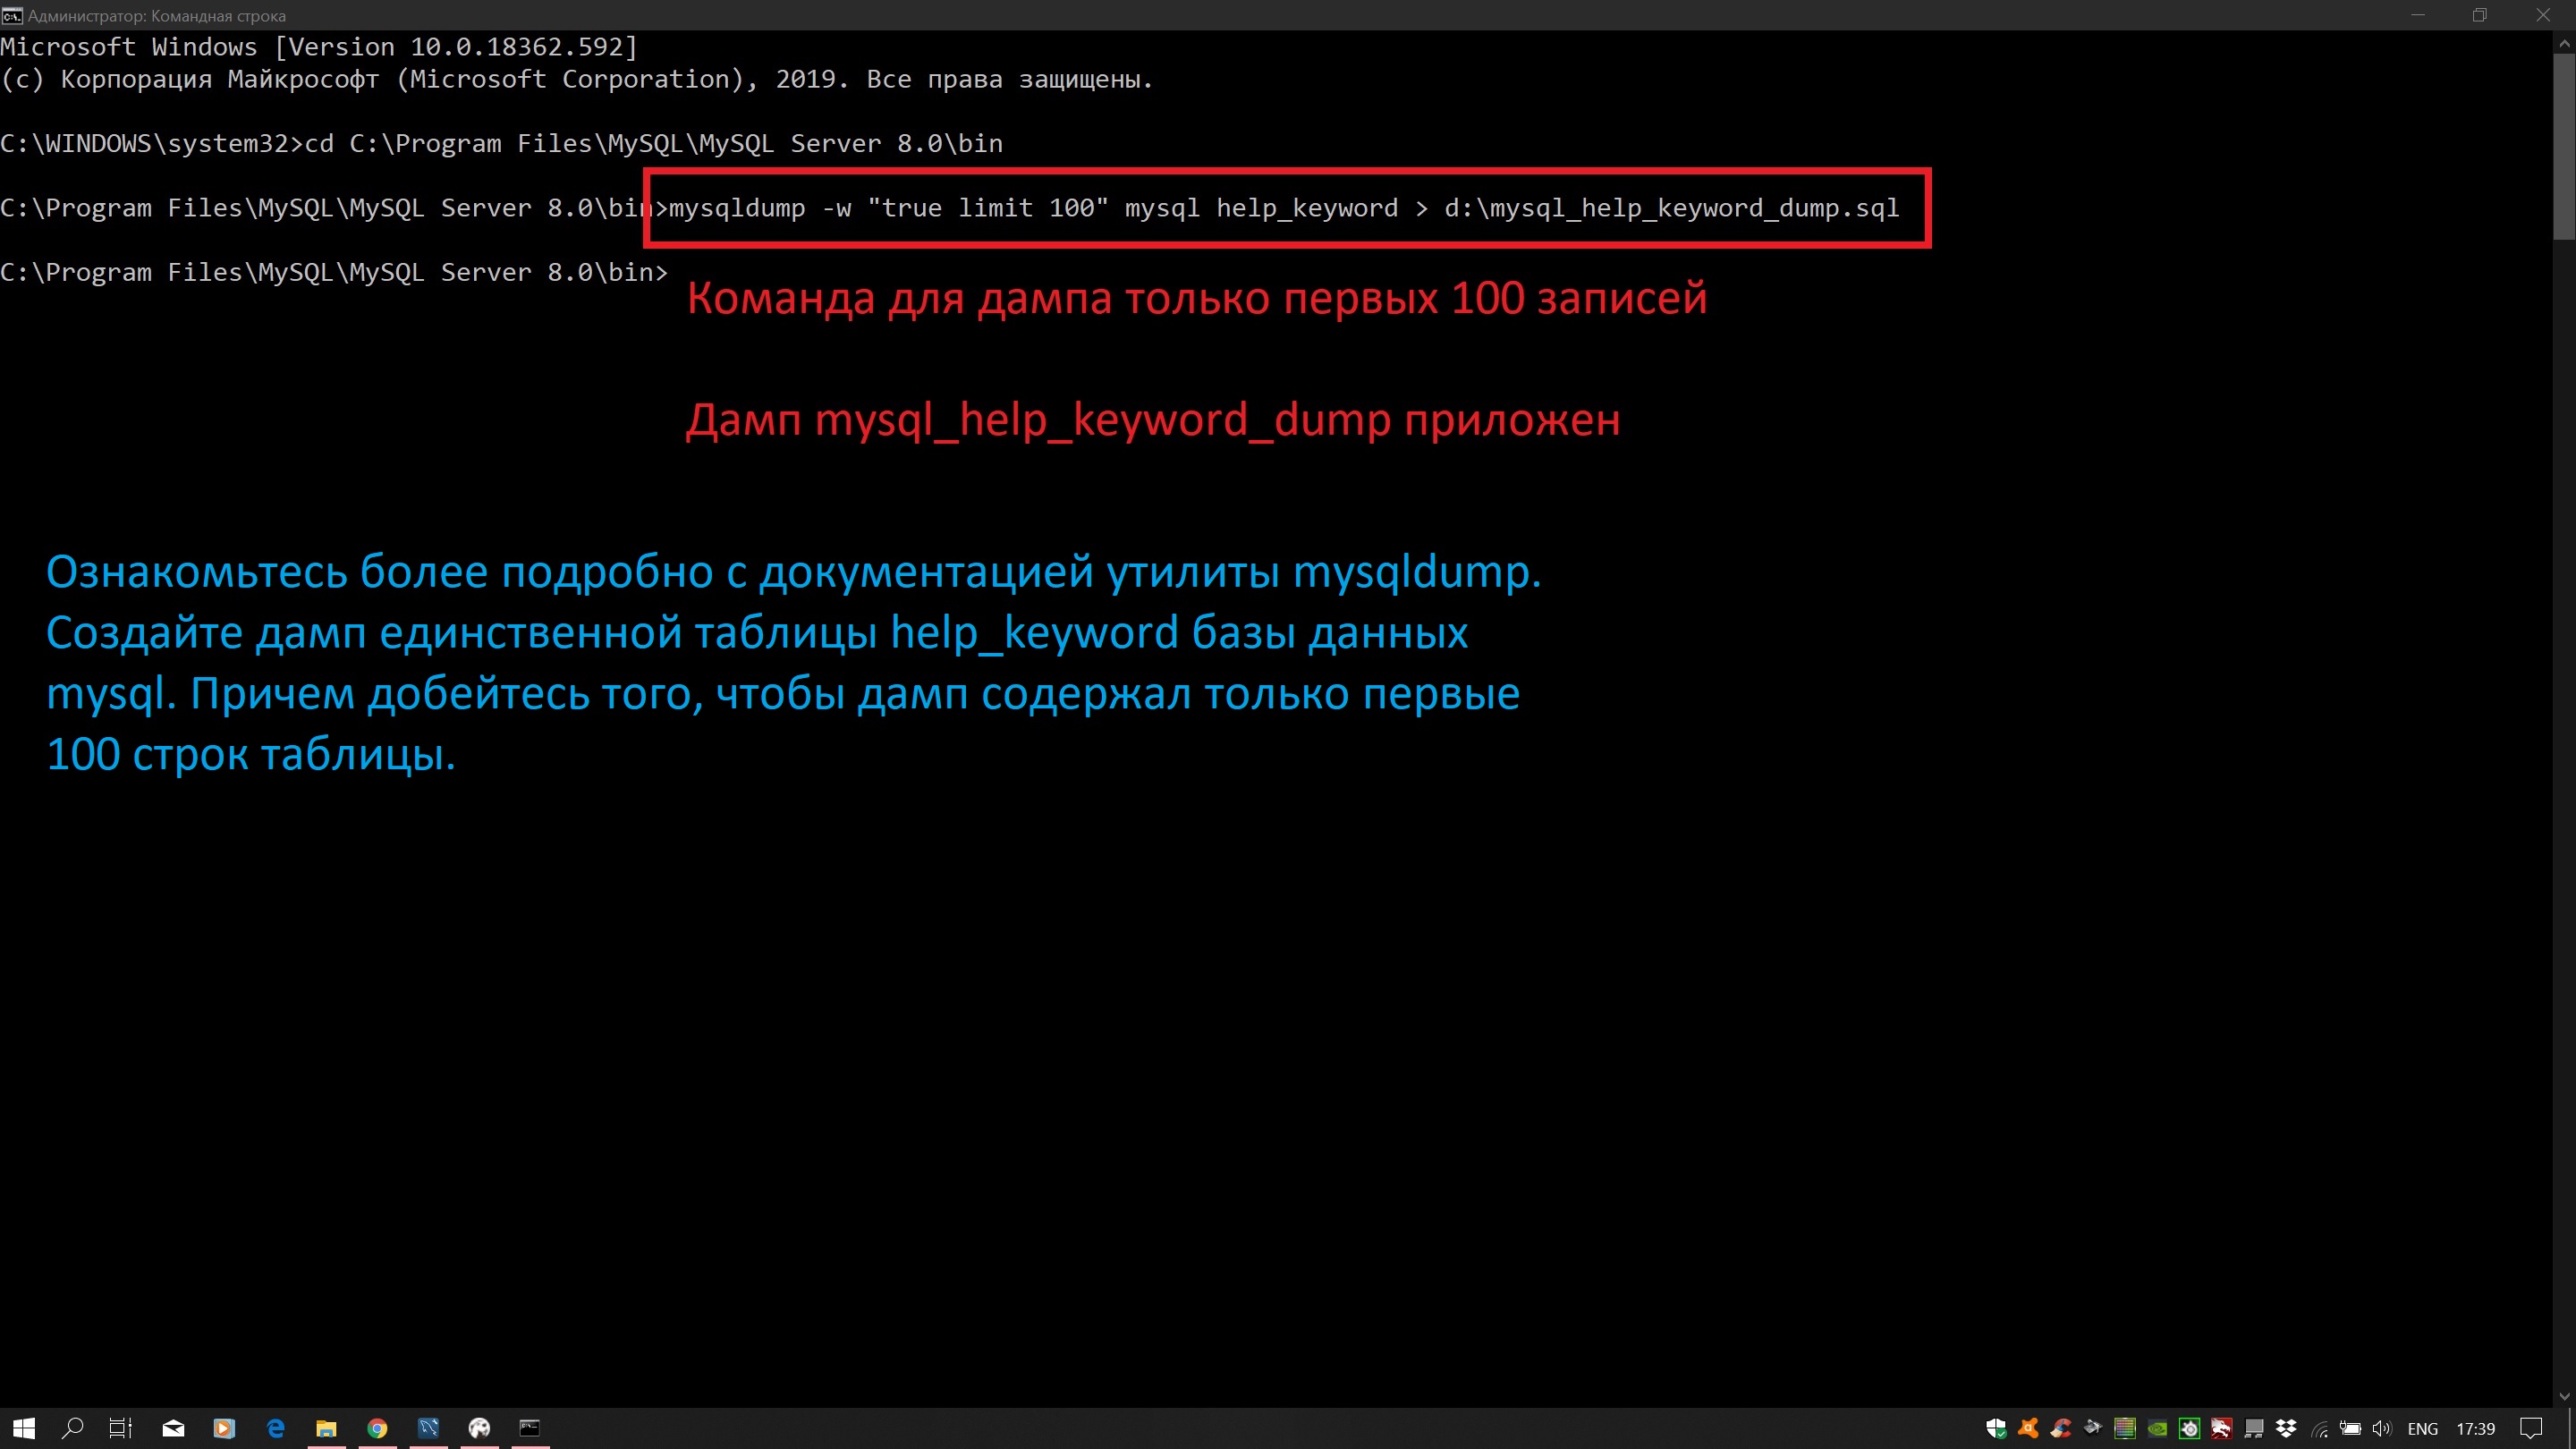 Администратор: Командная строка
Microsoft Windows [Version 10.0.18362.592]
(c) Корпорация Майкрософт (Microsoft Corporation), 2019. Все права защищены.
C:\WINDOWS\system32>cd C:\Program Files\MySQL\MySQL Server 8.0\bin
C:\Program Files\MySQL\MySQL Server 8.0\bin>mysqldump -w "true limit 100" mysql help_keyword > d:\mysql_help_keyword_dump.sql
C:\Program Files\MySQL\MySQL Server 8.0\bin>
Команда для дампа только первых 100 записей
Дамп mysql_help_keyword_dump приложен
Ознакомьтесь более подробно с документацией утилиты mysqldump.
Создайте дамп единственной таблицы help_keyword базы данных
mysql. Причем добейтесь того, чтобы дамп содержал только первые
100 строк таблицы.
ENG 17:39